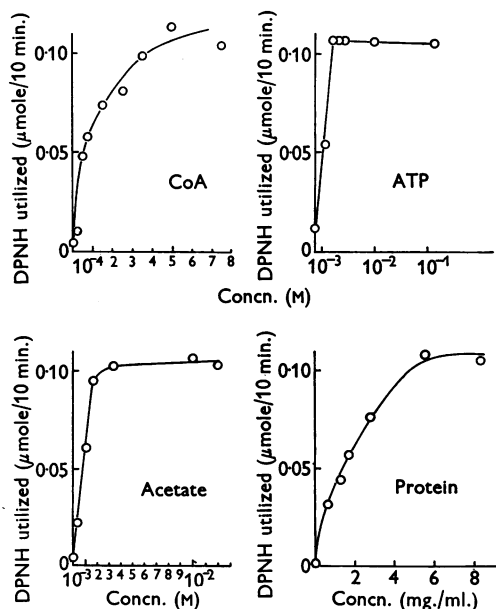 DPNH utilized (μmole/10 min.)
0·10
0·05
0
CoA
10⁻⁴ 2 3 4 5 6 7 8
DPNH utilized (μmole/10 min.)
0·10
0·05
0
ATP
10⁻³ 10⁻² 10⁻¹
Concn. (M)
DPNH utilized (μmole/10 min.)
0·10
0·05
0
Acetate
10⁻³ 2 3 4 5 6 7 8 9 10⁻²
Concn. (M)
DPNH utilized (μmole/10 min.)
0·10
0·05
0
Protein
2 4 6 8
Concn. (mg./ml.)